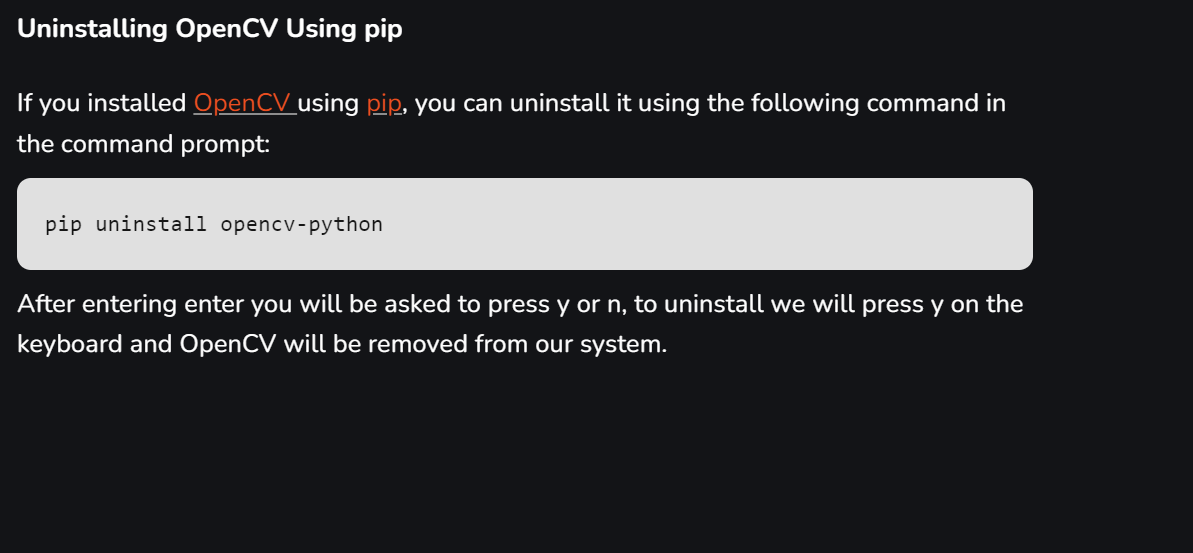 Uninstalling OpenCV Using pip
If you installed OpenCV using pip, you can uninstall it using the following command in
the command prompt:
pip uninstall opencv-python
After entering enter you will be asked to press y or n, to uninstall we will press y on the
keyboard and OpenCV will be removed from our system.